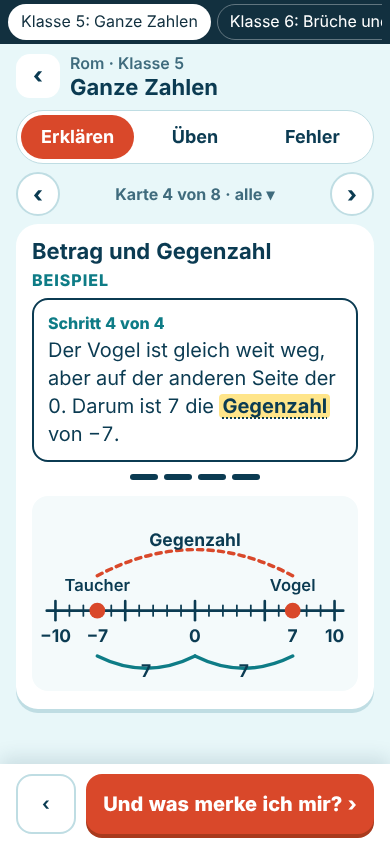 Klasse 5: Ganze Zahlen
Klasse 6: Brüche un
Rom · Klasse 5
Ganze Zahlen
Erklären Üben Fehler
Karte 4 von 8 · alle ▾
Betrag und Gegenzahl
BEISPIEL
Schritt 4 von 4
Der Vogel ist gleich weit weg,
aber auf der anderen Seite der
0. Darum ist 7 die Gegenzahl
von −7.
Gegenzahl
Taucher Vogel
−10 −7 0 7 10
7 7
Und was merke ich mir? ›